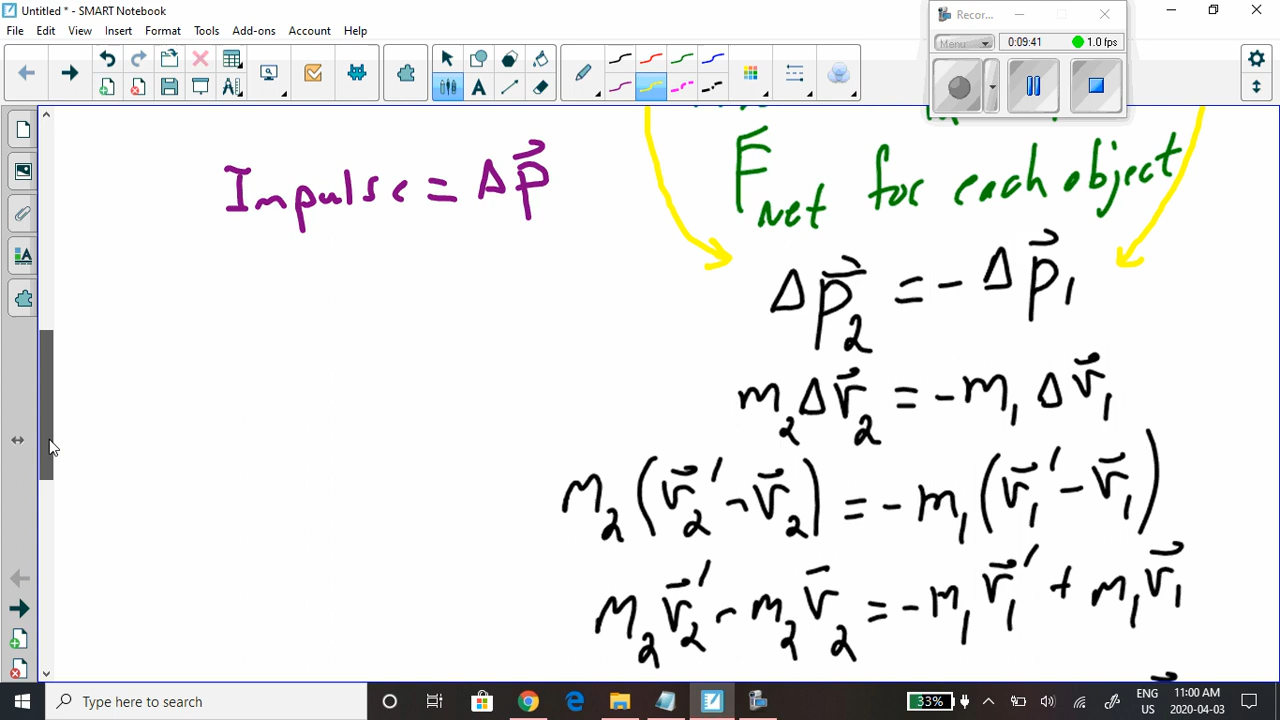 Untitled * - SMART Notebook
Recor...
File Edit View Insert Format Tools Add-ons Account Help
Menu 0:09:41 1.0 fps
Impulse = Δp⃗
F_net for each object
Δp⃗₂ = -Δp⃗₁
m₂Δv⃗₂ = -m₁Δv⃗₁
m₂(v⃗₂' - v⃗₂) = -m₁(v⃗₁' - v⃗₁)
m₂v⃗₂' - m₂v⃗₂ = -m₁v⃗₁' + m₁v⃗₁
Type here to search
33%
ENG
US
11:00 AM
2020-04-03